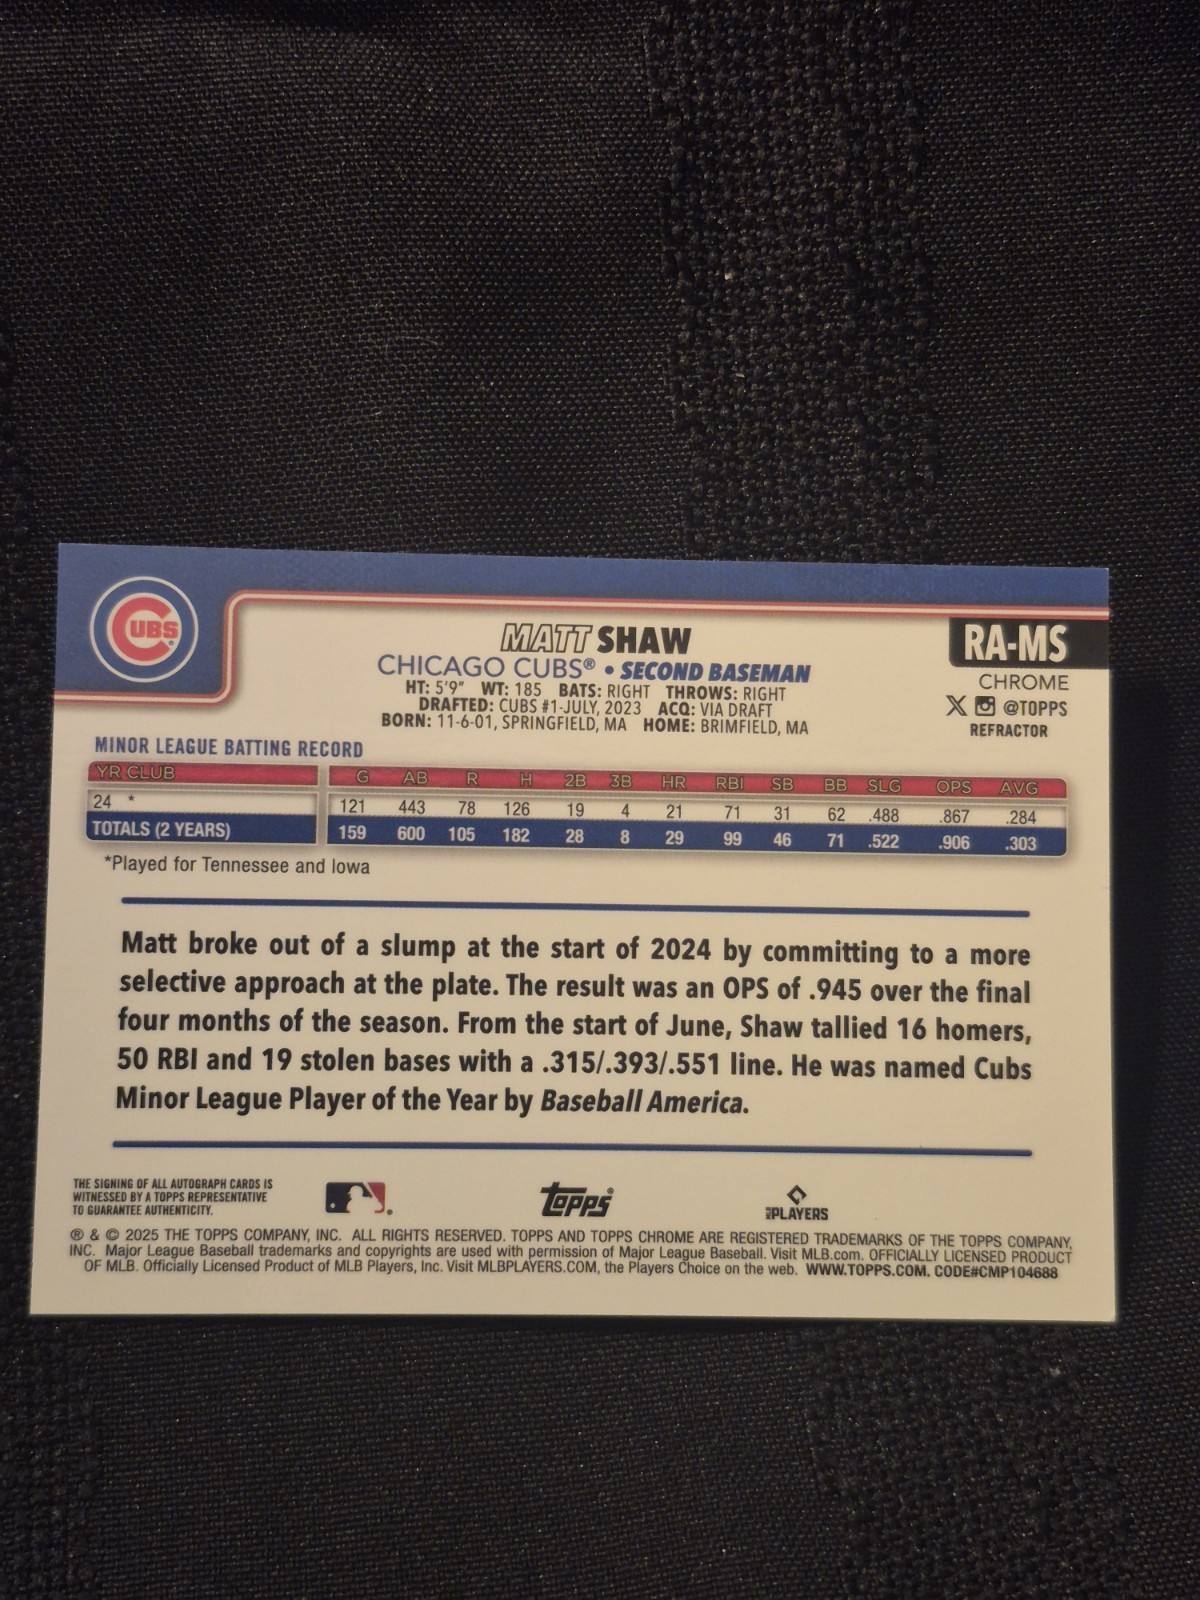 CUBS
MATT SHAW
RA-MS
CHICAGO CUBS® • SECOND BASEMAN
CHROME
HT: 5'9" WT: 185 BATS: RIGHT THROWS: RIGHT
DRAFTED: CUBS #1-JULY, 2023 ACQ: VIA DRAFT
BORN: 11-6-01, SPRINGFIELD, MA HOME: BRIMFIELD, MA
X @TOPPS
REFRACTOR
MINOR LEAGUE BATTING RECORD
YR CLUB G AB R H 2B 3B HR RBI SB BB SLG OPS AVG
24 * 121 443 78 126 19 4 21 71 31 62 .488 .867 .284
TOTALS (2 YEARS) 159 600 105 182 28 8 29 99 46 71 .522 .906 .303
*Played for Tennessee and Iowa
Matt broke out of a slump at the start of 2024 by committing to a more
selective approach at the plate. The result was an OPS of .945 over the final
four months of the season. From the start of June, Shaw tallied 16 homers,
50 RBI and 19 stolen bases with a .315/.393/.551 line. He was named Cubs
Minor League Player of the Year by Baseball America.
THE SIGNING OF ALL AUTOGRAPH CARDS IS
WITNESSED BY A TOPPS REPRESENTATIVE
TO GUARANTEE AUTHENTICITY.
topps®
MLB PLAYERS
® & © 2025 THE TOPPS COMPANY, INC. ALL RIGHTS RESERVED. TOPPS AND TOPPS CHROME ARE REGISTERED TRADEMARKS OF THE TOPPS COMPANY,
INC. Major League Baseball trademarks and copyrights are used with permission of Major League Baseball. Visit MLB.com. OFFICIALLY LICENSED PRODUCT
OF MLB. Officially Licensed Product of MLB Players, Inc. Visit MLBPLAYERS.COM, the Players Choice on the web. WWW.TOPPS.COM. CODE#CMP104688